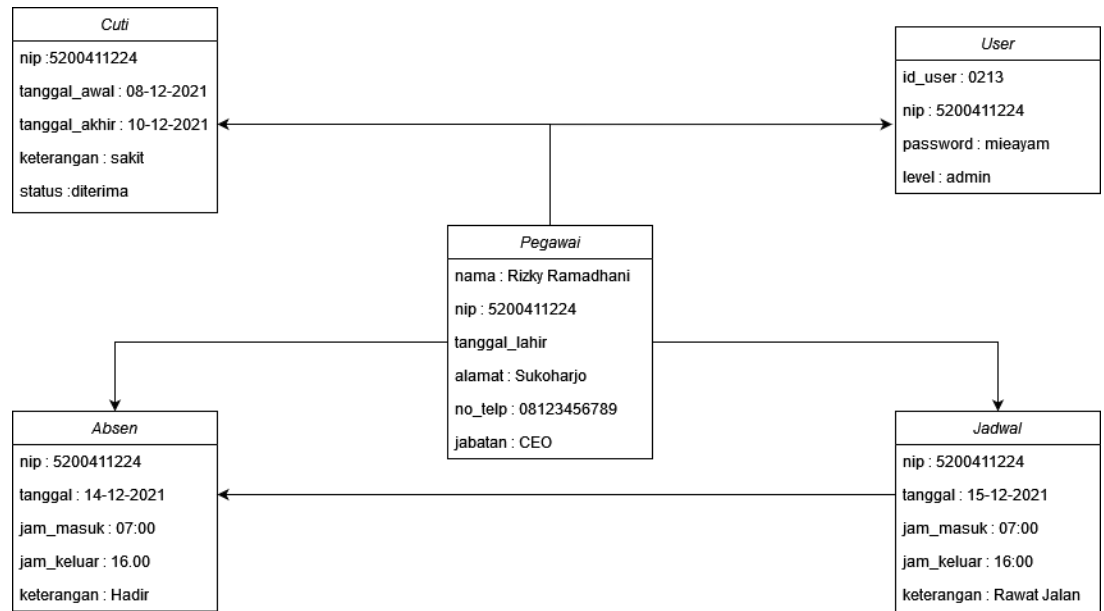 Cuti
nip :5200411224
tanggal_awal : 08-12-2021
tanggal_akhir : 10-12-2021
keterangan : sakit
status :diterima
User
id_user : 0213
nip : 5200411224
password : mieayam
level : admin
Pegawai
nama : Rizky Ramadhani
nip : 5200411224
tanggal_lahir
alamat : Sukoharjo
no_telp : 08123456789
jabatan : CEO
Absen
nip : 5200411224
tanggal : 14-12-2021
jam_masuk : 07:00
jam_keluar : 16.00
keterangan : Hadir
Jadwal
nip : 5200411224
tanggal : 15-12-2021
jam_masuk : 07:00
jam_keluar : 16:00
keterangan : Rawat Jalan